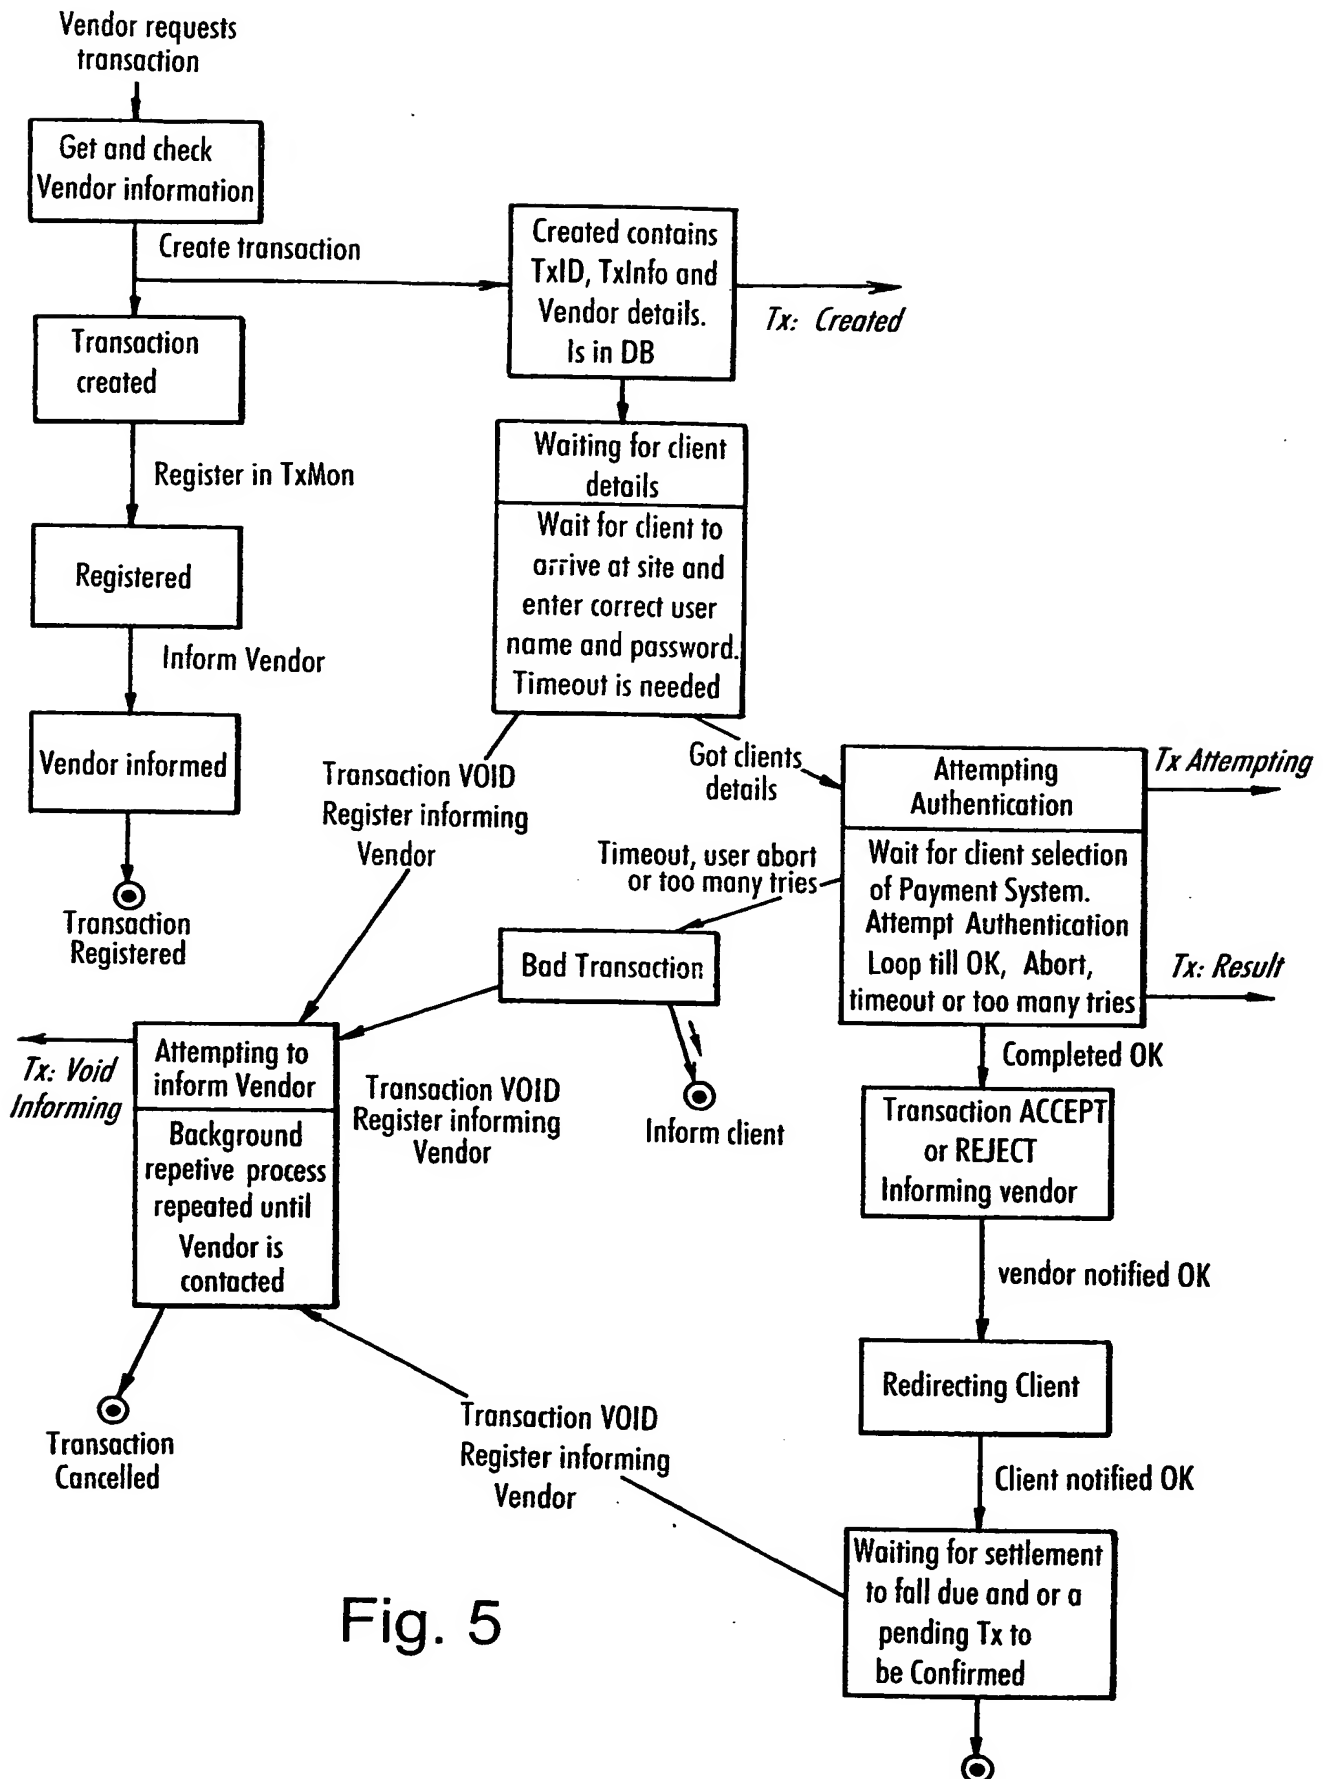 Vendor requests
transaction
Get and check
Vendor information
Create transaction
Created contains
TxID, TxInfo and
Vendor details.
Is in DB
Tx: Created
Transaction
created
Register in TxMon
Registered
Inform Vendor
Vendor informed
Transaction
Registered
Waiting for client
details
Wait for client to
arrive at site and
enter correct user
name and password.
Timeout is needed
Transaction VOID
Register informing
Vendor
Got clients
details
Attempting
Authentication
Tx Attempting
Wait for client selection
of Payment System.
Attempt Authentication
Loop till OK, Abort,
timeout or too many tries
Tx: Result
Timeout, user abort
or too many tries
Bad Transaction
Inform client
Attempting to
inform Vendor
Tx: Void
Informing
Background
repetive process
repeated until
Vendor is
contacted
Transaction VOID
Register informing
Vendor
Transaction
Cancelled
Completed OK
Transaction ACCEPT
or REJECT
Informing vendor
vendor notified OK
Redirecting Client
Client notified OK
Transaction VOID
Register informing
Vendor
Waiting for settlement
to fall due and or a
pending Tx to
be Confirmed
Fig. 5